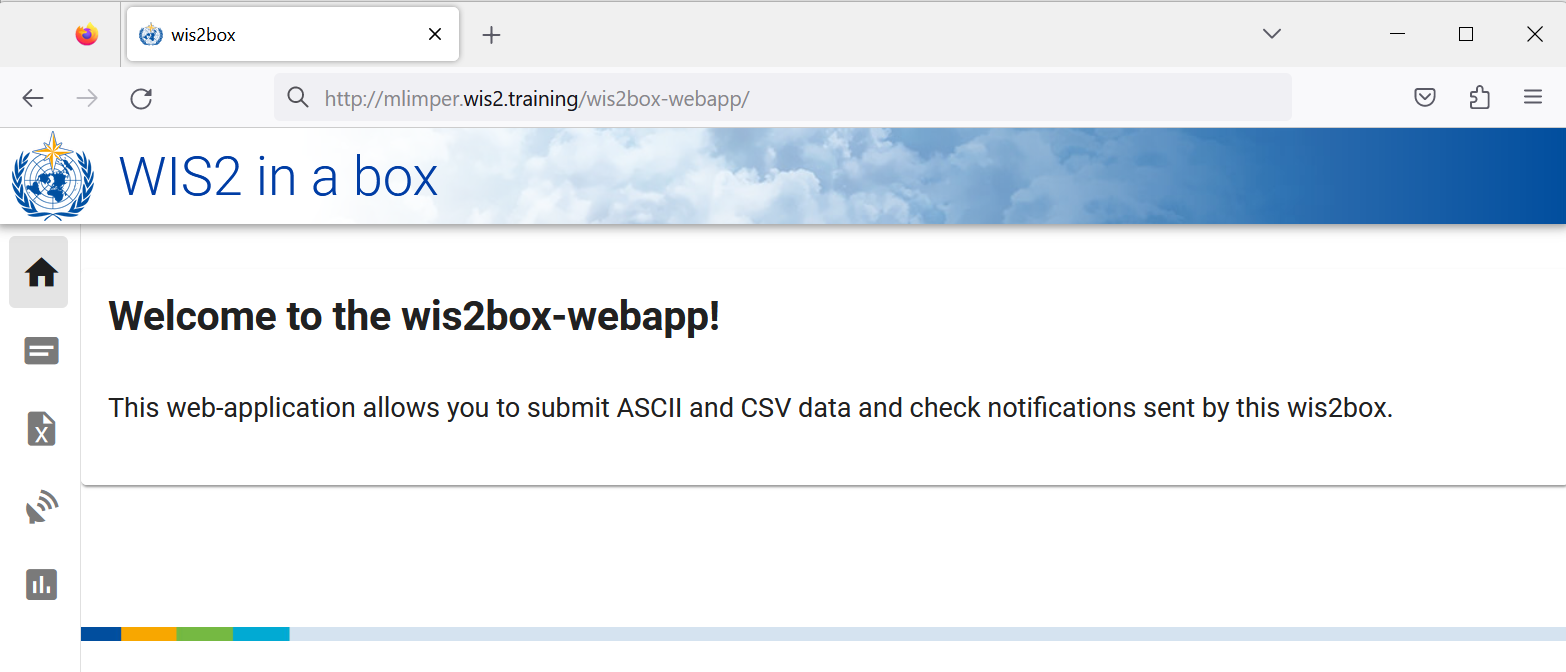 wis2box
http://mlimper.wis2.training/wis2box-webapp/
WIS2 in a box
Welcome to the wis2box-webapp!
This web-application allows you to submit ASCII and CSV data and check notifications sent by this wis2box.
X